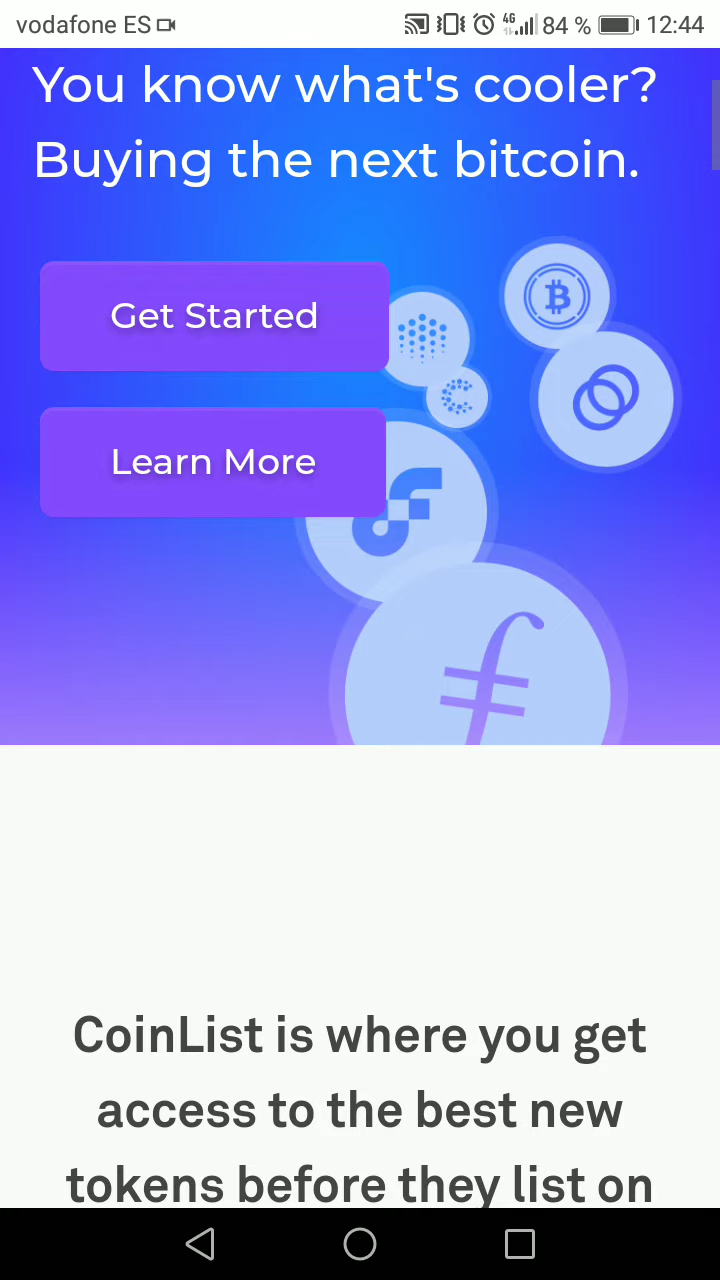 vodafone ES 4G 84 % 12:44
You know what's cooler?
Buying the next bitcoin.
Get Started
Learn More
CoinList is where you get
access to the best new
tokens before they list on